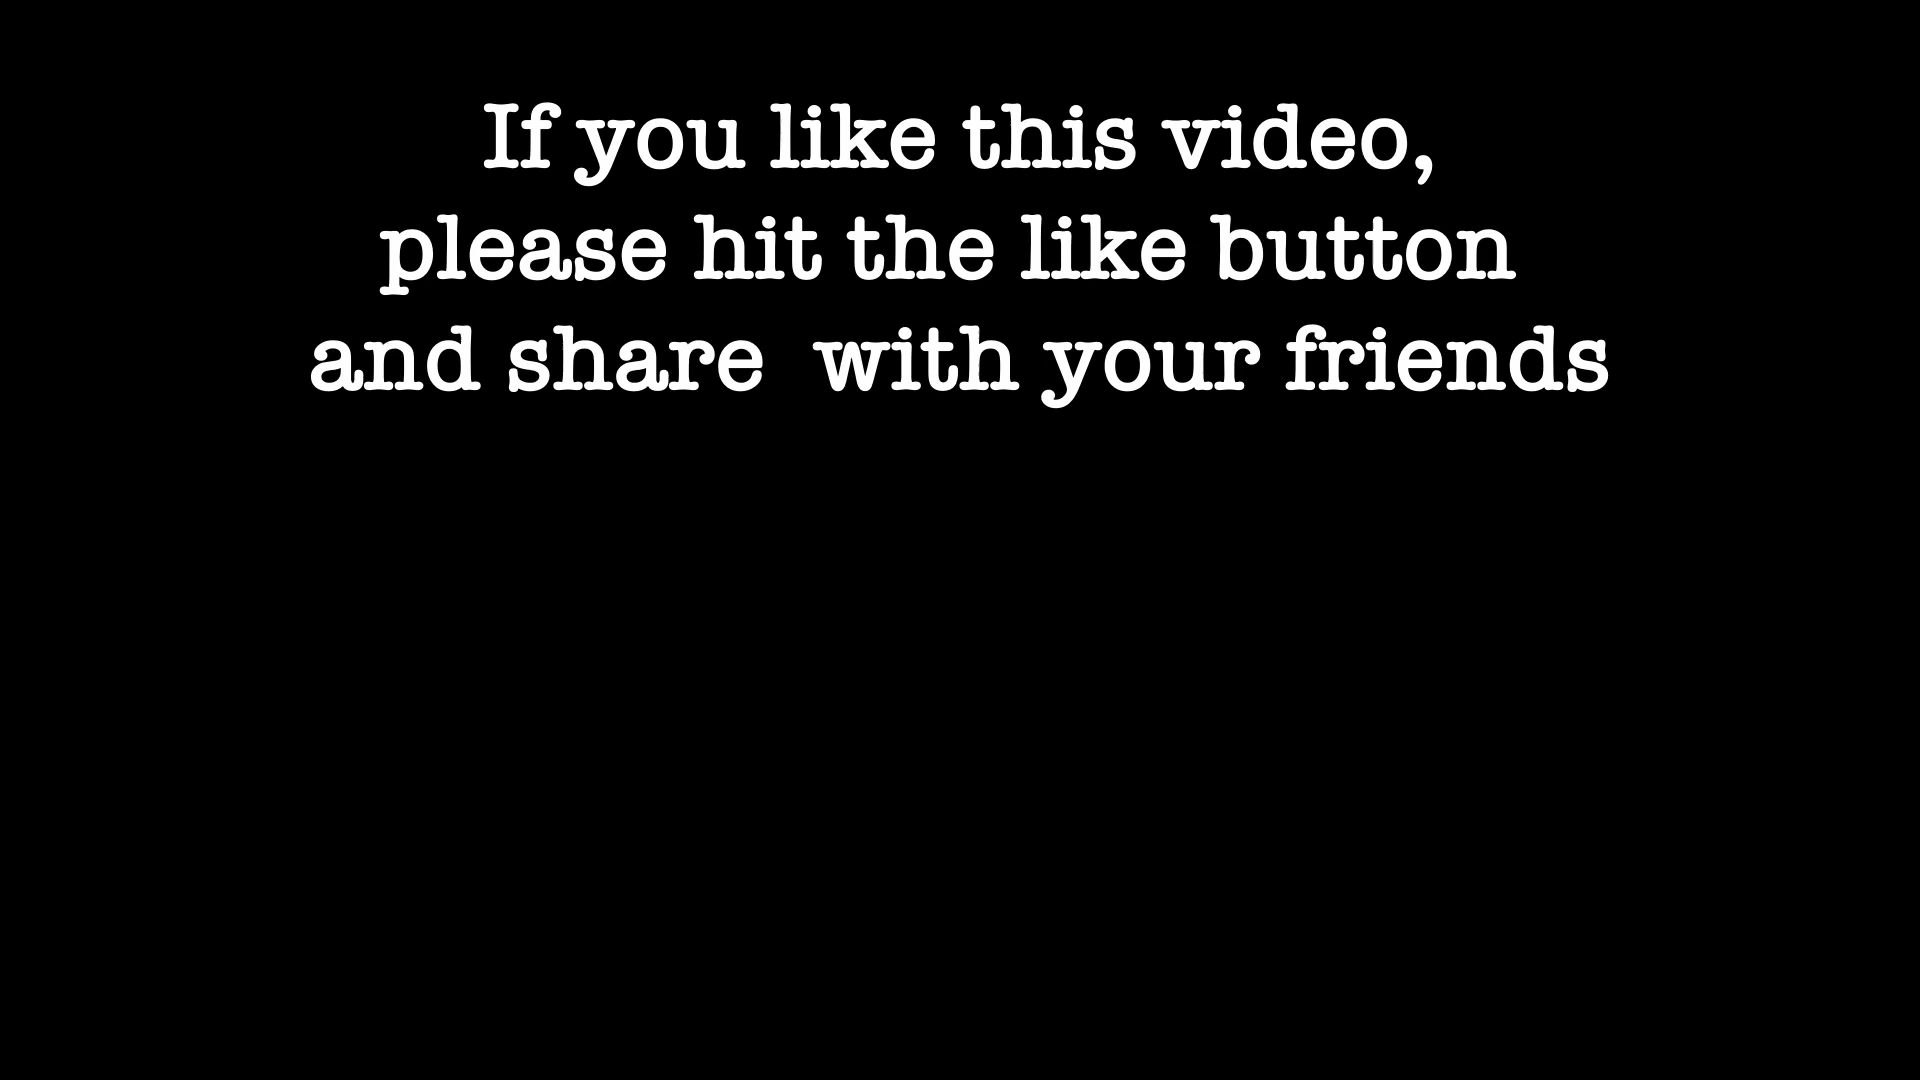 If you like this video,
please hit the like button
and share  with your friends